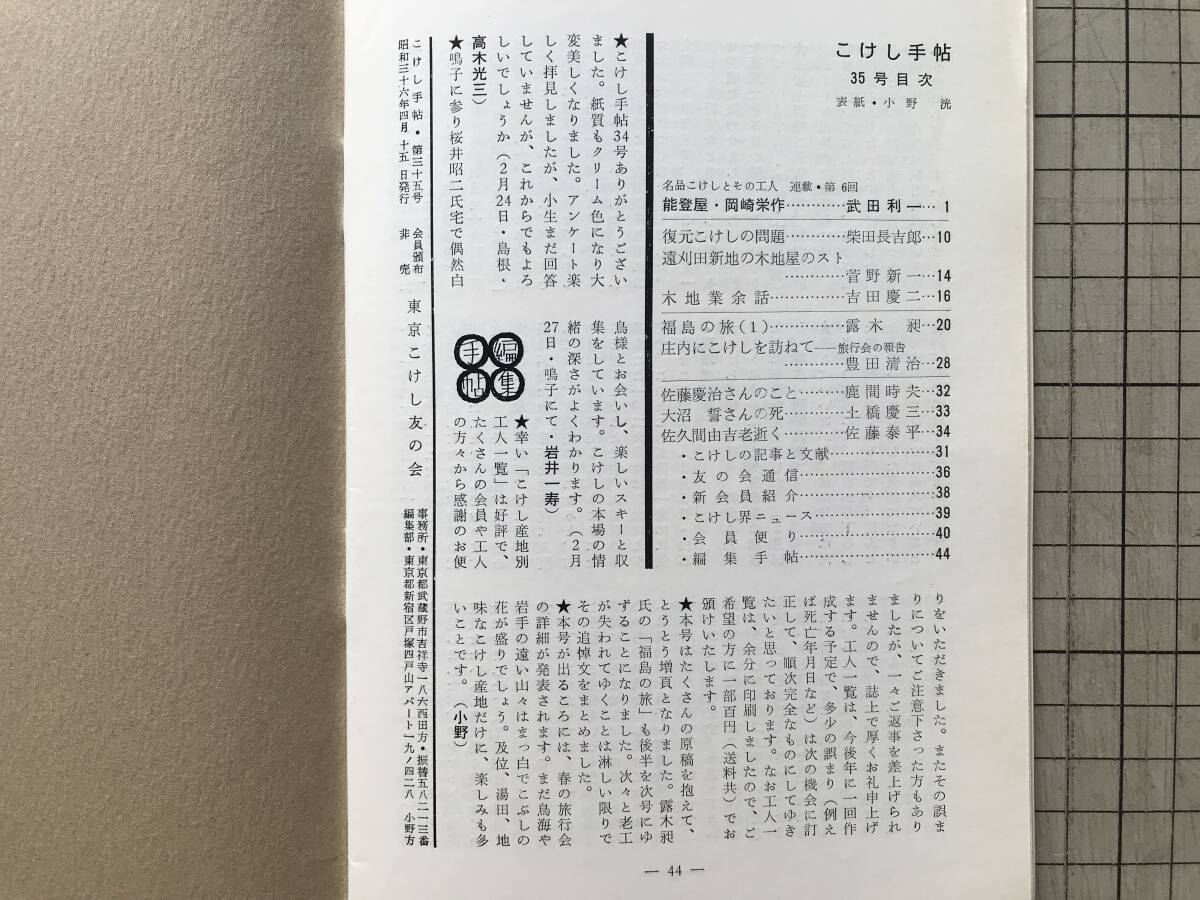 こけし手帖
35号目次
表紙・小野 洸
名品こけしとその工人 連載・第6回
能登屋・岡崎栄作…………武田利一… 1
復元こけしの問題…………柴田長吉郎…10
遠刈田新地の木地屋のスト
…………菅野新一…14
木地業余話……………吉田慶二…16
福島の旅(1)……………露木 昶…20
庄内にこけしを訪ねて──旅行会の報告
…………豊田清治…28
佐藤慶治さんのこと……鹿間時夫…32
大沼 誓さんの死………土橋慶三…33
佐久間由吉老逝く………佐藤泰平…34
・こけしの記事と文献……………31
・友の会通信……………36
・新会員紹介……………38
・こけし界ニュース……………39
・会員便り……………40
・編集手帖……………44
★こけし手帖34号ありがとうござい
ました。紙質もクリーム色になり大
変美しくなりました。アンケート楽
しく拝見しましたが、小生まだ回答
していませんが、これからでもよろ
しいでしょうか(2月24日・島根・
高木光三)
★鳴子に参り桜井昭二氏宅で偶然白
鳥様とお会いし、楽しいスキーと収
集をしています。こけしの本場の情
緒の深さがよくわかります。(2月
27日・鳴子にて・岩井一寿)
編集
手帖
★幸い「こけし産地別
工人一覧」は好評で、
たくさんの会員や工人
の方々から感謝のお便
りをいただきました。またその誤ま
りについてご注意下さった方もあり
ましたが、一々ご返事を差上げられ
ませんので、誌上で厚くお礼申上げ
ます。工人一覧は、今後年に一回作
成する予定で、多少の誤まり(例え
ば死亡年月日など)は次の機会に訂
正して、順次完全なものにしてゆき
たいと思っております。なお工人一
覧は、余分に印刷しましたので、ご
希望の方に一部百円(送料共)でお
頒けいたします。
★本号はたくさんの原稿を抱えて、
とうとう増頁となりました。露木昶
氏の「福島の旅」も後半を次号にゆ
ずることになりました。次々と老工
が失われてゆくことは淋しい限りで
その追悼文をまとめました。
★本号が出るころには、春の旅行会
の詳細が発表されます。まだ鳥海や
岩手の遠い山々はまっ白でこぶしの
花が盛りでしょう。及位、湯田、地
味なこけし産地だけに、楽しみも多
いことです。 (小野)
こけし手帖・第三十五号 会員頒布
昭和三十六年四月十五日発行 非売
東京こけし友の会
事務所・東京都武蔵野市吉祥寺一八六西田方・振替五八二一三番
編集部・東京都新宿区戸塚四戸山アパート一九ノ四二八 小野方
— 44 —